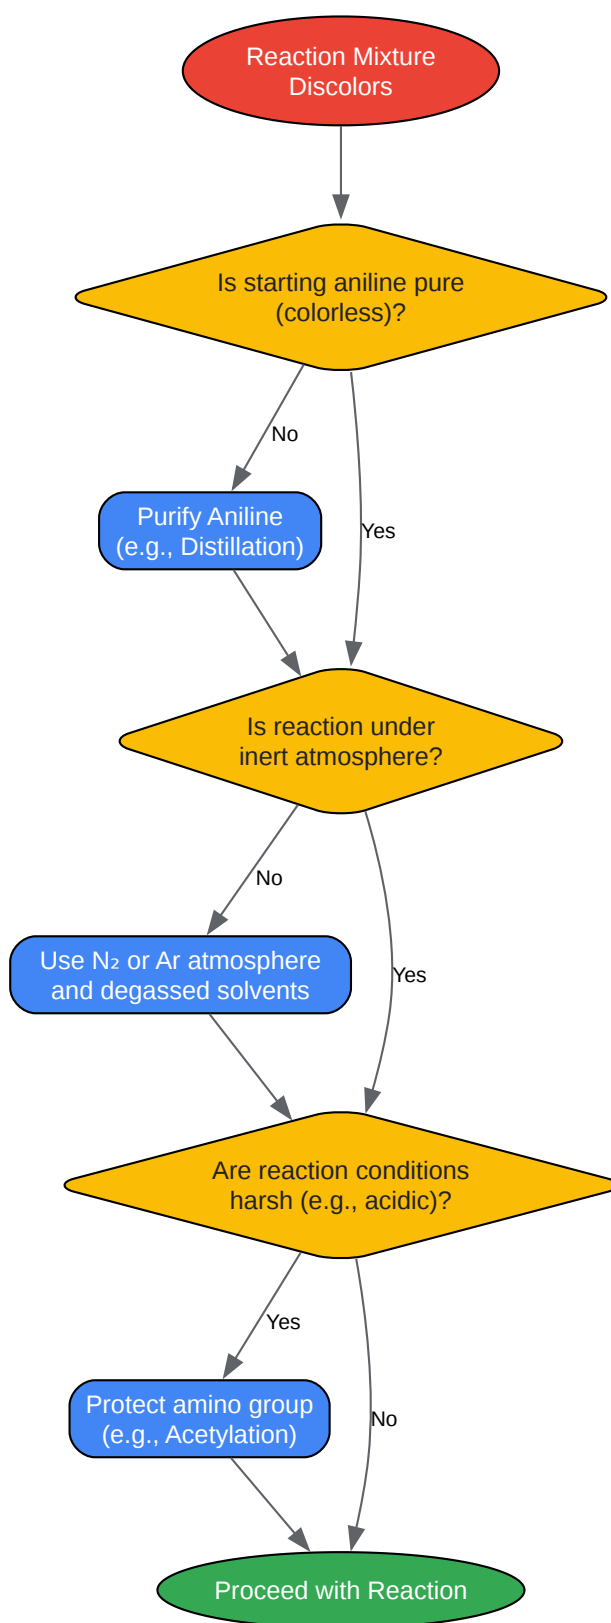 Reaction Mixture
Discolors
Is starting aniline pure
(colorless)?
No
Yes
Purify Aniline
(e.g., Distillation)
Is reaction under
inert atmosphere?
No
Yes
Use N₂ or Ar atmosphere
and degassed solvents
Are reaction conditions
harsh (e.g., acidic)?
Yes
No
Protect amino group
(e.g., Acetylation)
Proceed with Reaction